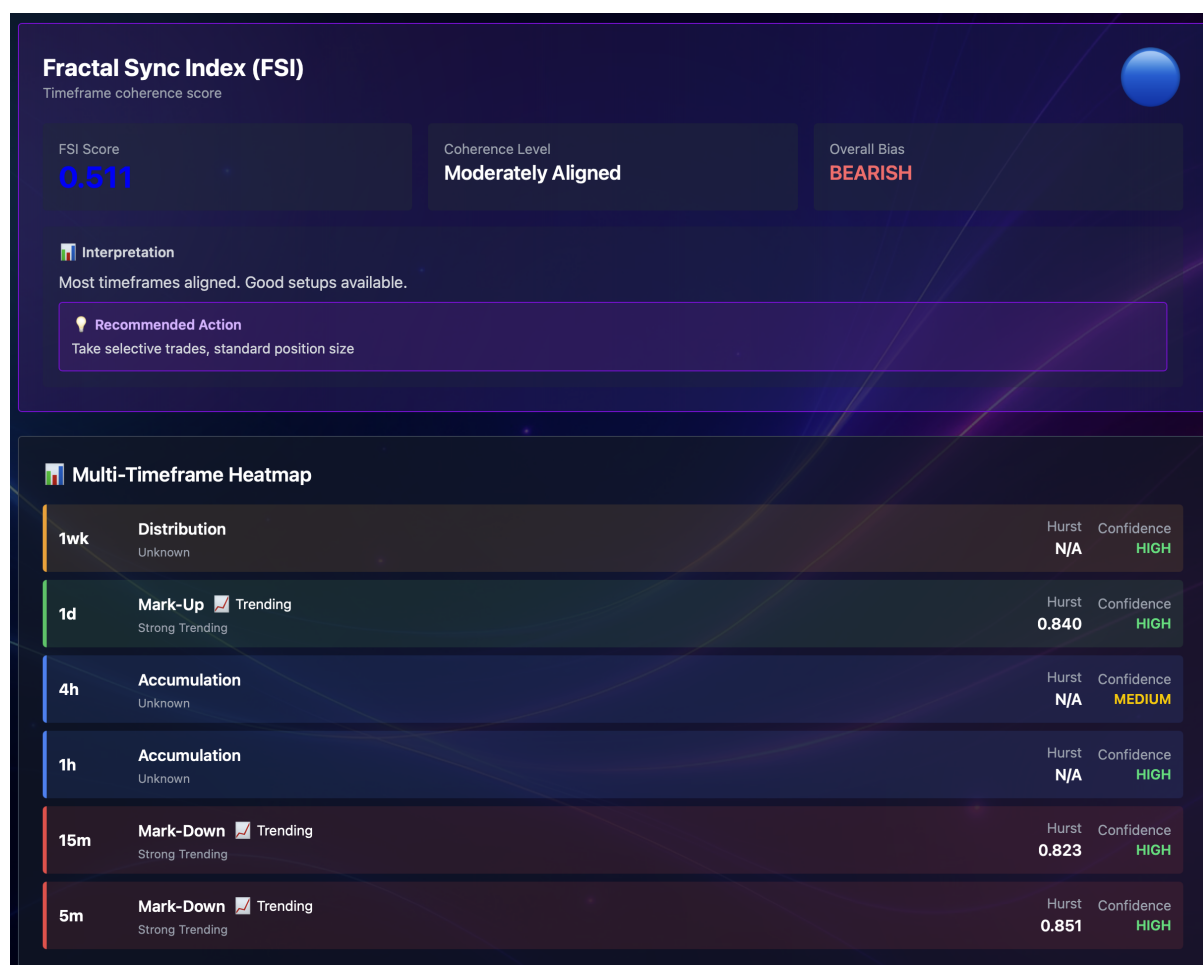 Fractal Sync Index (FSI)
Timeframe coherence score
FSI Score
0.511
Coherence Level
Moderately Aligned
Overall Bias
BEARISH
📊 Interpretation
Most timeframes aligned. Good setups available.
💡 Recommended Action
Take selective trades, standard position size
📊 Multi-Timeframe Heatmap
1wk
Distribution
Unknown
Hurst
N/A
Confidence
HIGH
1d
Mark-Up 📈 Trending
Strong Trending
Hurst
0.840
Confidence
HIGH
4h
Accumulation
Unknown
Hurst
N/A
Confidence
MEDIUM
1h
Accumulation
Unknown
Hurst
N/A
Confidence
HIGH
15m
Mark-Down 📈 Trending
Strong Trending
Hurst
0.823
Confidence
HIGH
5m
Mark-Down 📈 Trending
Strong Trending
Hurst
0.851
Confidence
HIGH